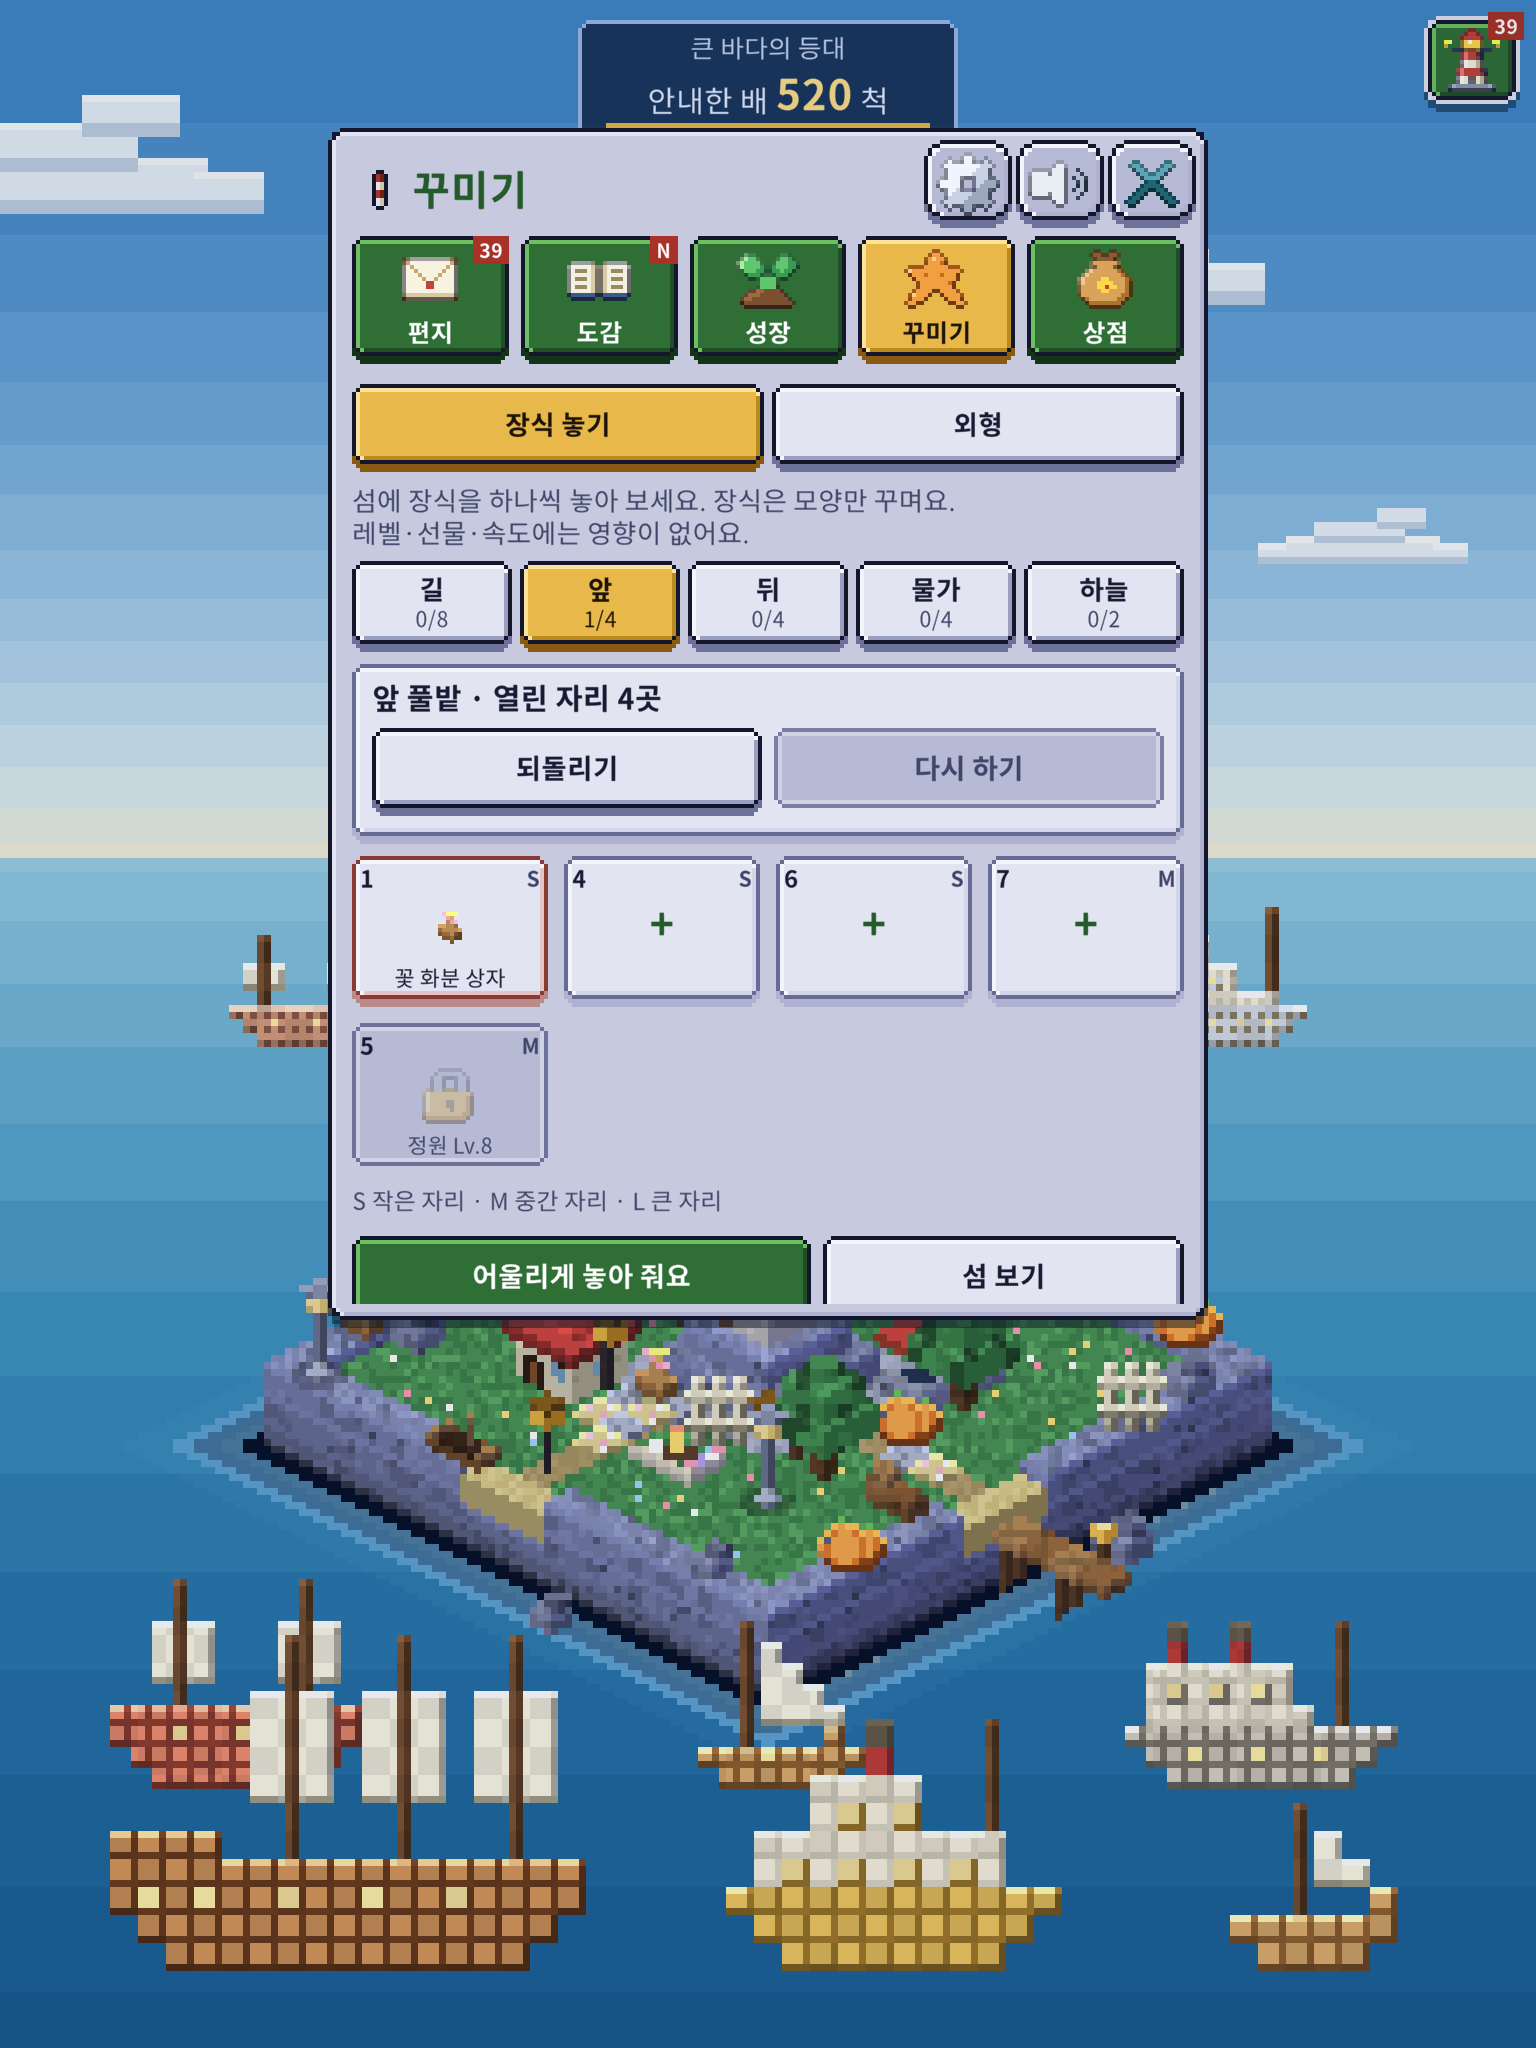 큰 바다의 등대
안내한 배 520 척
39
꾸미기
39
N
편지
도감
성장
꾸미기
상점
장식 놓기
외형
섬에 장식을 하나씩 놓아 보세요. 장식은 모양만 꾸며요.
레벨·선물·속도에는 영향이 없어요.
길
0/8
앞
1/4
뒤
0/4
물가
0/4
하늘
0/2
앞 풀밭 · 열린 자리 4곳
되돌리기
다시 하기
1 S
꽃 화분 상자
4 S
+
6 S
+
7 M
+
5 M
정원 Lv.8
S 작은 자리 · M 중간 자리 · L 큰 자리
어울리게 놓아 줘요
섬 보기